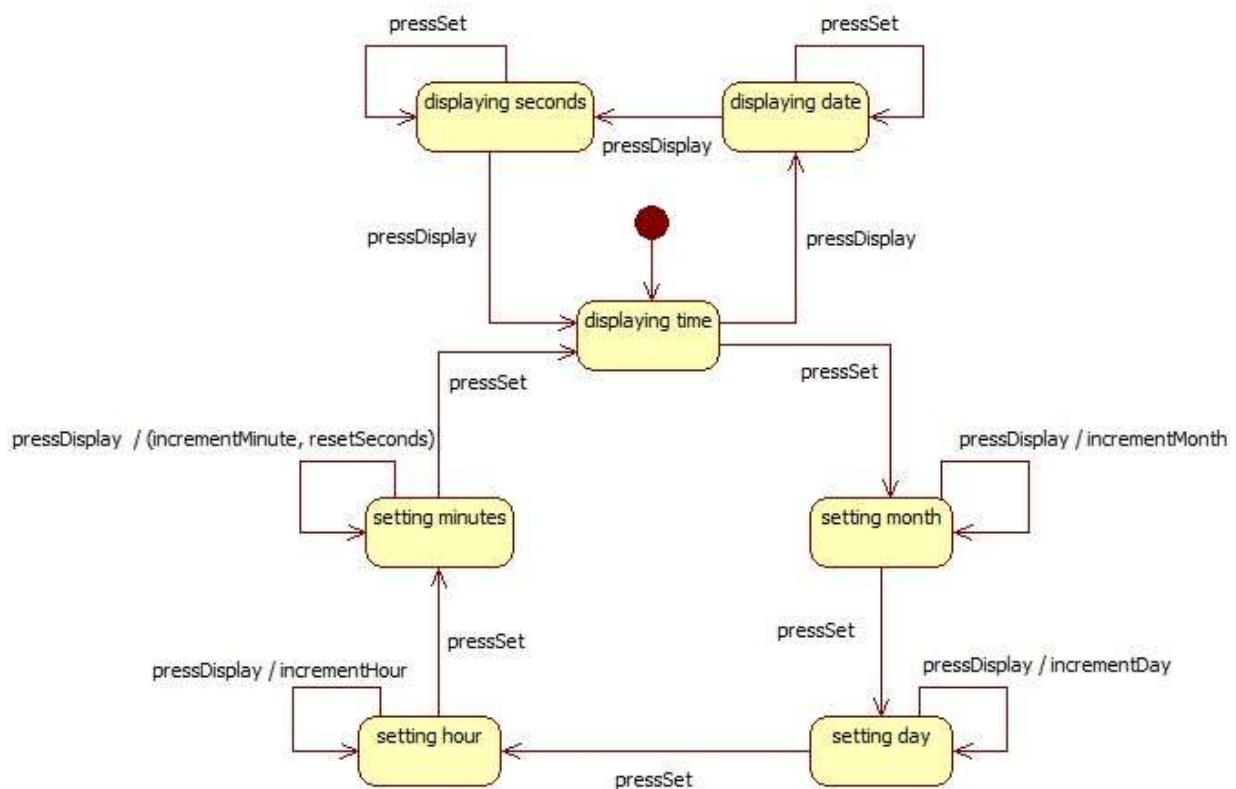 pressSet
pressSet
displaying seconds
displaying date
pressDisplay
pressDisplay
pressDisplay
displaying time
pressSet
pressSet
pressDisplay / (incrementMinute, resetSeconds)
pressDisplay / incrementMonth
setting minutes
setting month
pressSet
pressSet
pressDisplay / incrementHour
pressDisplay / incrementDay
setting hour
setting day
pressSet